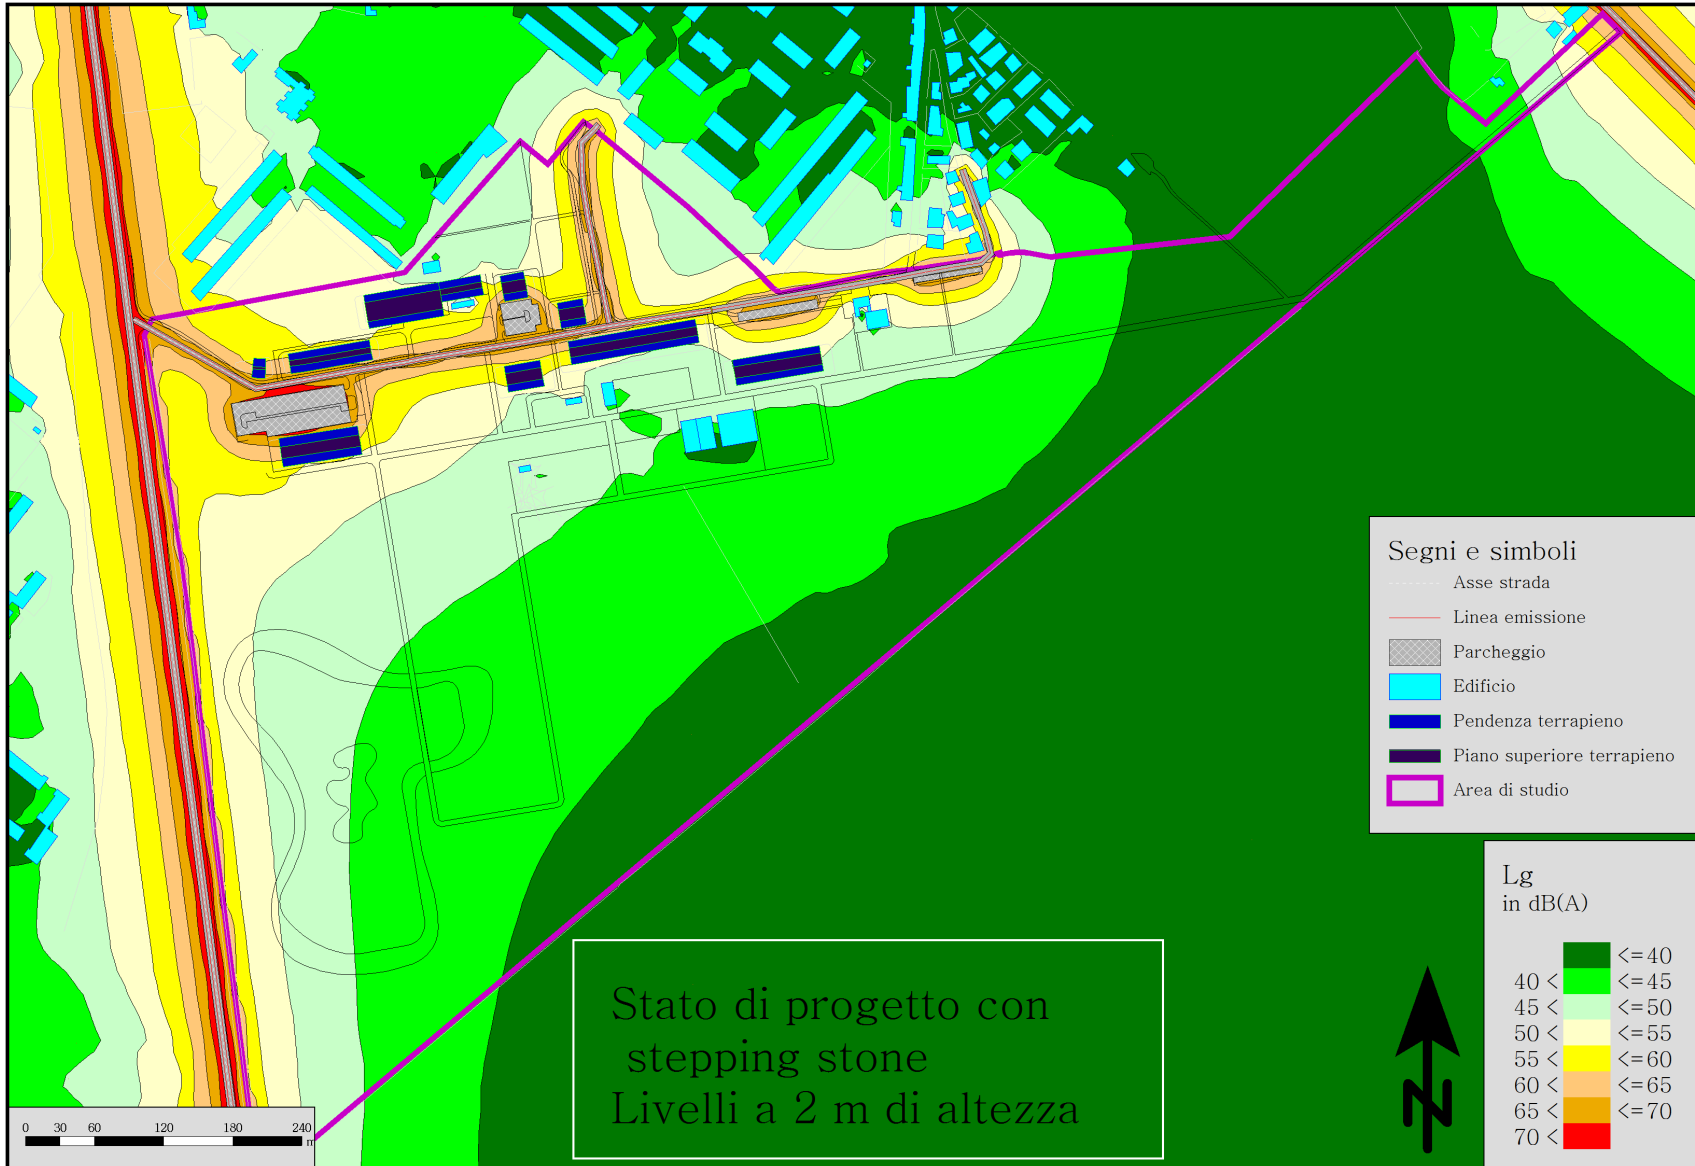 Segni e simboli
Asse strada
Linea emissione
Parcheggio
Edificio
Pendenza terrapieno
Piano superiore terrapieno
Area di studio
Lg
in dB(A)
<=40
40 < <=45
45 < <=50
50 < <=55
55 < <=60
60 < <=65
65 < <=70
70 <
Stato di progetto con
stepping stone
Livelli a 2 m di altezza
0 30 60 120 180 240
m
N